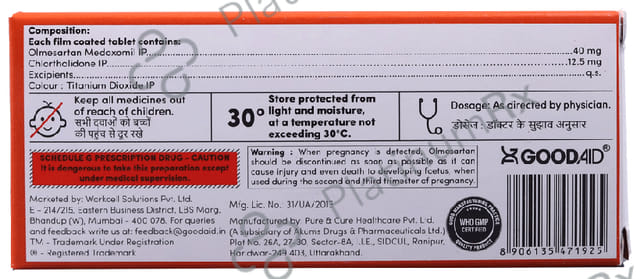 Composition:
Each film coated tablet contains:
Olmesartan Medoxomil IP 40 mg
Chlorthalidone IP 12.5 mg
Excipients q.s.
Colour : Titanium Dioxide IP
Keep all medicines out
of reach of children.
सभी दवाओं को बच्चों
की पहुंच से दूर रखें
30°
Store protected from
light and moisture,
at a temperature not
exceeding 30°C.
Dosage: As directed by physician.
डोसेज : डॉक्टर के सुझाव अनुसार
SCHEDULE G PRESCRIPTION DRUG - CAUTION
It is dangerous to take this preparation except
under medical supervision.
Warning : When pregnancy is detected, Olmesartan
should be discontinued as soon as possible as it can
cause injury and even death to developing foetus, when
used during the second and third trimester of pregnancy.
GOODAID®
Marketed by: Workcell Solutions Pvt. Ltd.
E - 214/215, Eastern Business District, LBS Marg,
Bhandup (W), Mumbai - 400 078. For queries
and feedback write us at: feedback@goodaid.in
TM - Trademark Under Registration
® - Registered Trademark
Mfg. Lic. No.: 31/UA/2013
Manufactured by: Pure & Cure Healthcare Pvt. Ltd.
(A Subsidiary of Akums Drugs & Pharmaceuticals Ltd.)
Plot No. 26A, 27-30, Sector-8A, I.I.E., SIDCUL, Ranipur,
Haridwar-249 403, Uttarakhand.
GOOD MANUFACTURING PRACTICE
WHO GMP
CERTIFIED
QUALITY PRODUCT
8 906135 471925
PlatinumRx